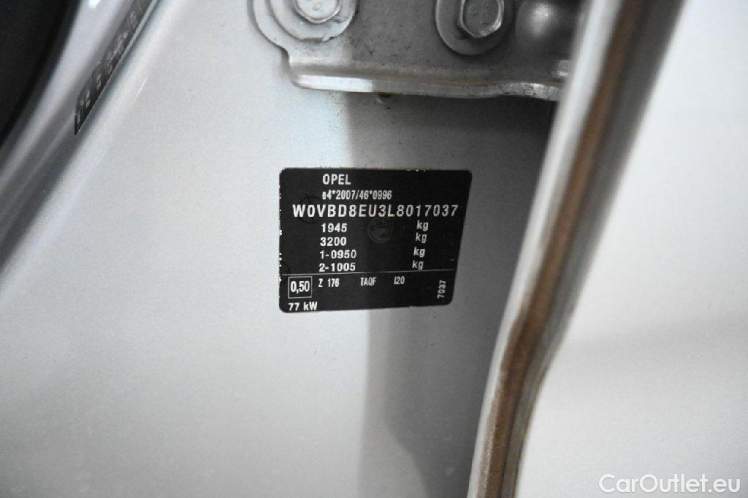 OPEL
e4*2007/46*0996
W0VBD8EU3L8017037
1945 kg
3200 kg
1-0950 kg
2-1005 kg
0,50 Z 176 TAQF I20
77 kW
7037
CarOutlet.eu